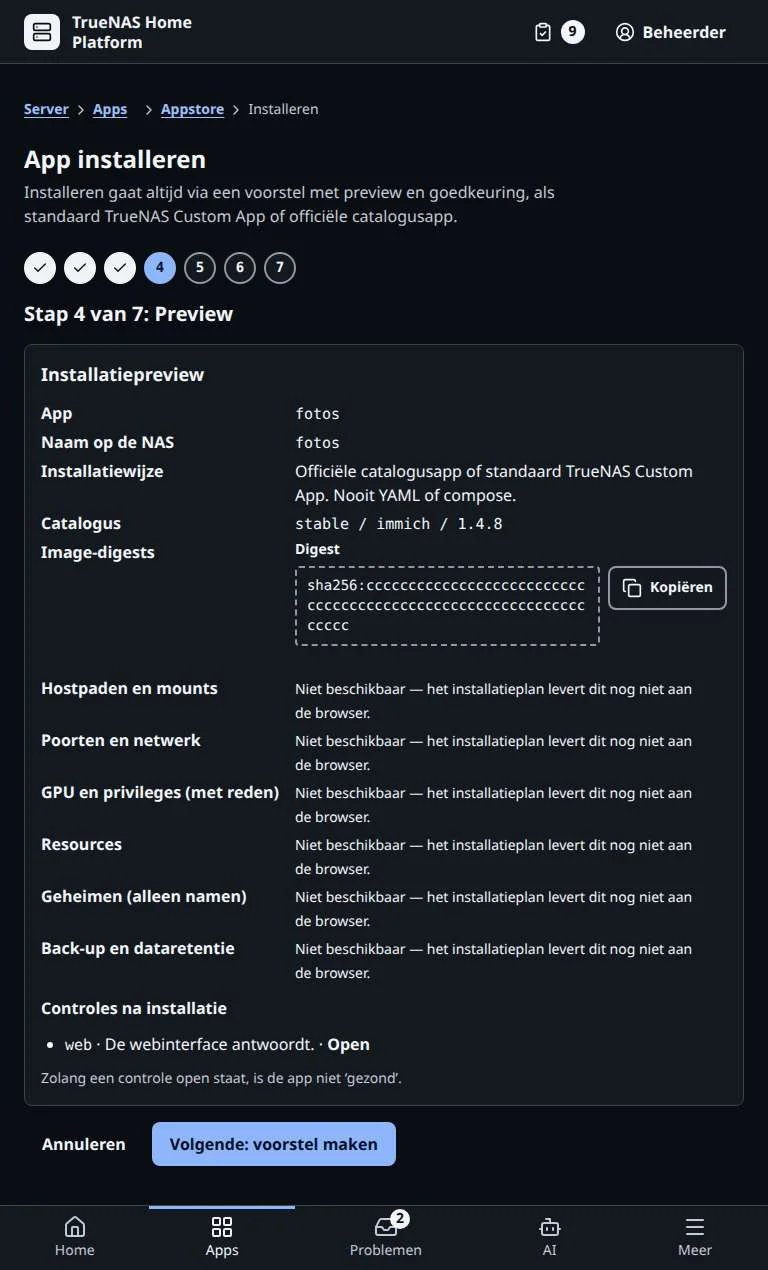 TrueNAS Home
Platform
9
Beheerder
Server > Apps > Appstore > Installeren
App installeren
Installeren gaat altijd via een voorstel met preview en goedkeuring, als
standaard TrueNAS Custom App of officiële catalogusapp.
4 5 6 7
Stap 4 van 7: Preview
Installatiepreview
App fotos
Naam op de NAS fotos
Installatiewijze Officiële catalogusapp of standaard TrueNAS Custom
App. Nooit YAML of compose.
Catalogus stable / immich / 1.4.8
Image-digests Digest
sha256:cccccccccccccccccccccccccc
ccccccccccccccccccccccccccccccccc
ccccc
Kopiëren
Hostpaden en mounts Niet beschikbaar — het installatieplan levert dit nog niet aan
de browser.
Poorten en netwerk Niet beschikbaar — het installatieplan levert dit nog niet aan
de browser.
GPU en privileges (met reden) Niet beschikbaar — het installatieplan levert dit nog niet aan
de browser.
Resources Niet beschikbaar — het installatieplan levert dit nog niet aan
de browser.
Geheimen (alleen namen) Niet beschikbaar — het installatieplan levert dit nog niet aan
de browser.
Back-up en dataretentie Niet beschikbaar — het installatieplan levert dit nog niet aan
de browser.
Controles na installatie
• web · De webinterface antwoordt. · Open
Zolang een controle open staat, is de app niet ‘gezond’.
Annuleren Volgende: voorstel maken
2
Home Apps Problemen AI Meer